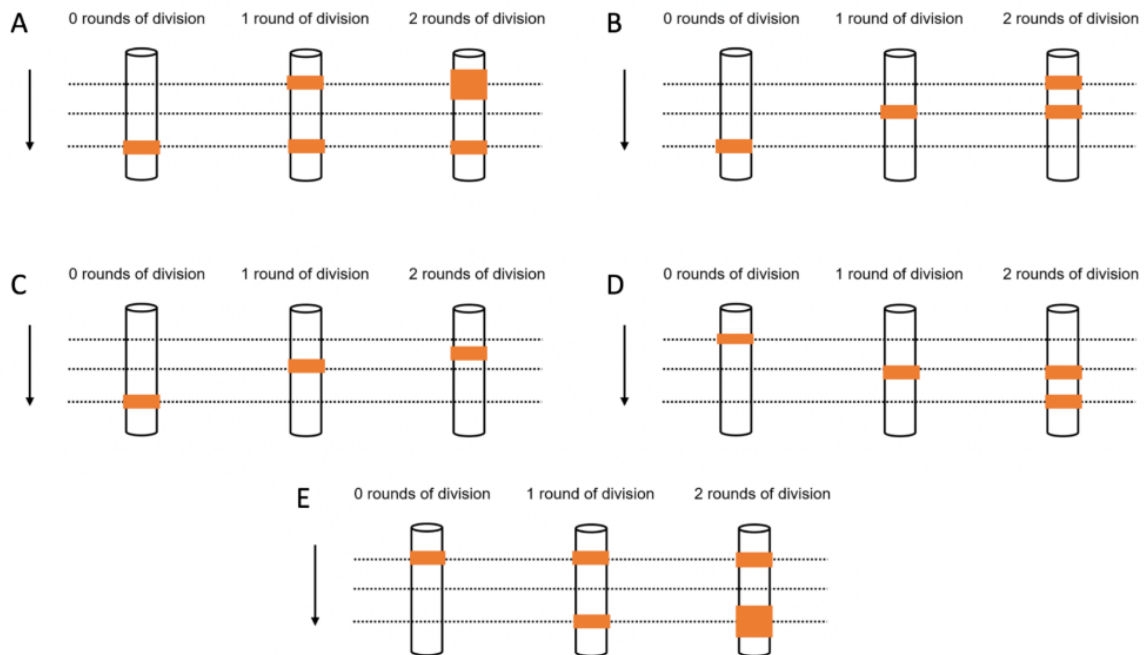 A
0 rounds of division 1 round of division 2 rounds of division
B
0 rounds of division 1 round of division 2 rounds of division
C
0 rounds of division 1 round of division 2 rounds of division
D
0 rounds of division 1 round of division 2 rounds of division
E
0 rounds of division 1 round of division 2 rounds of division